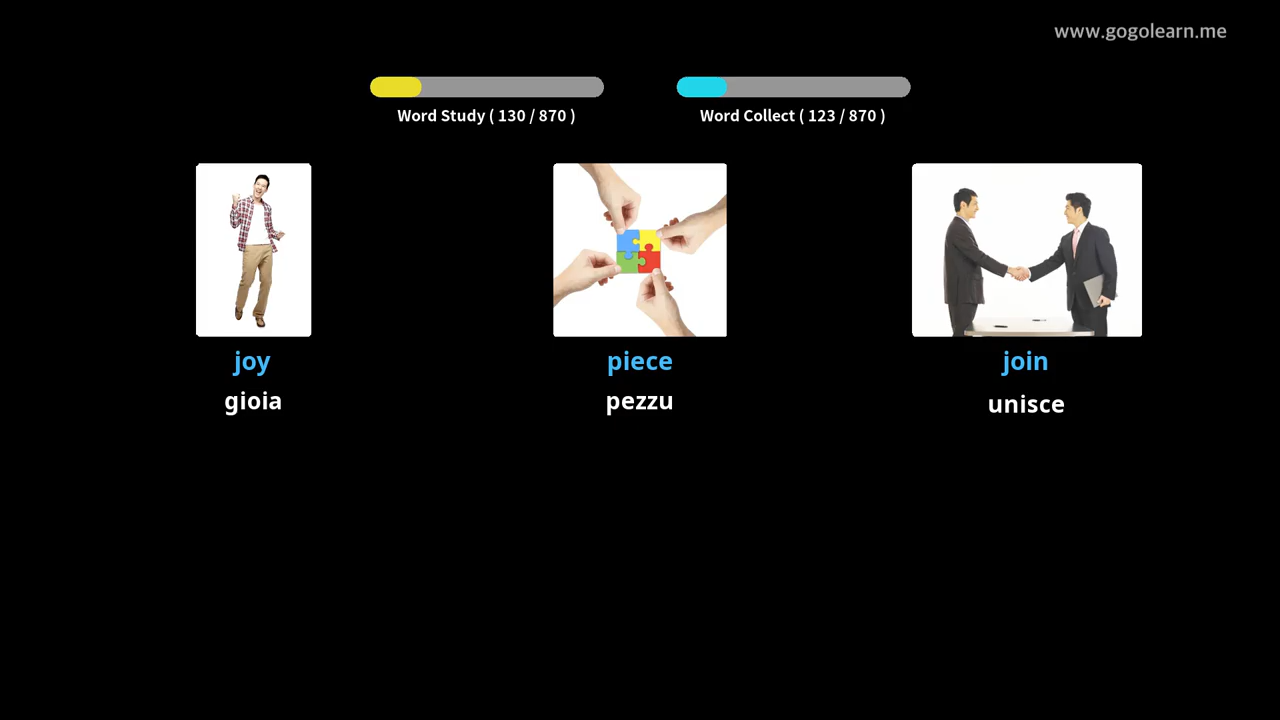 www.gogolearn.me
Word Study ( 130 / 870 )
Word Collect ( 123 / 870 )
joy
gioia
piece
pezzu
join
unisce